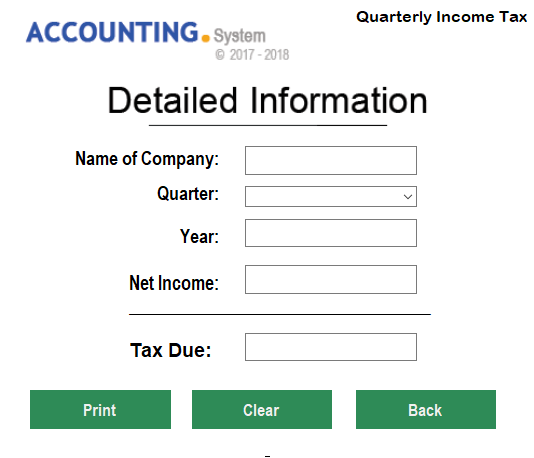 Quarterly Income Tax
ACCOUNTING. System
© 2017 - 2018
Detailed Information
Name of Company:
Quarter:
Year:
Net Income:
Tax Due:
Print Clear Back